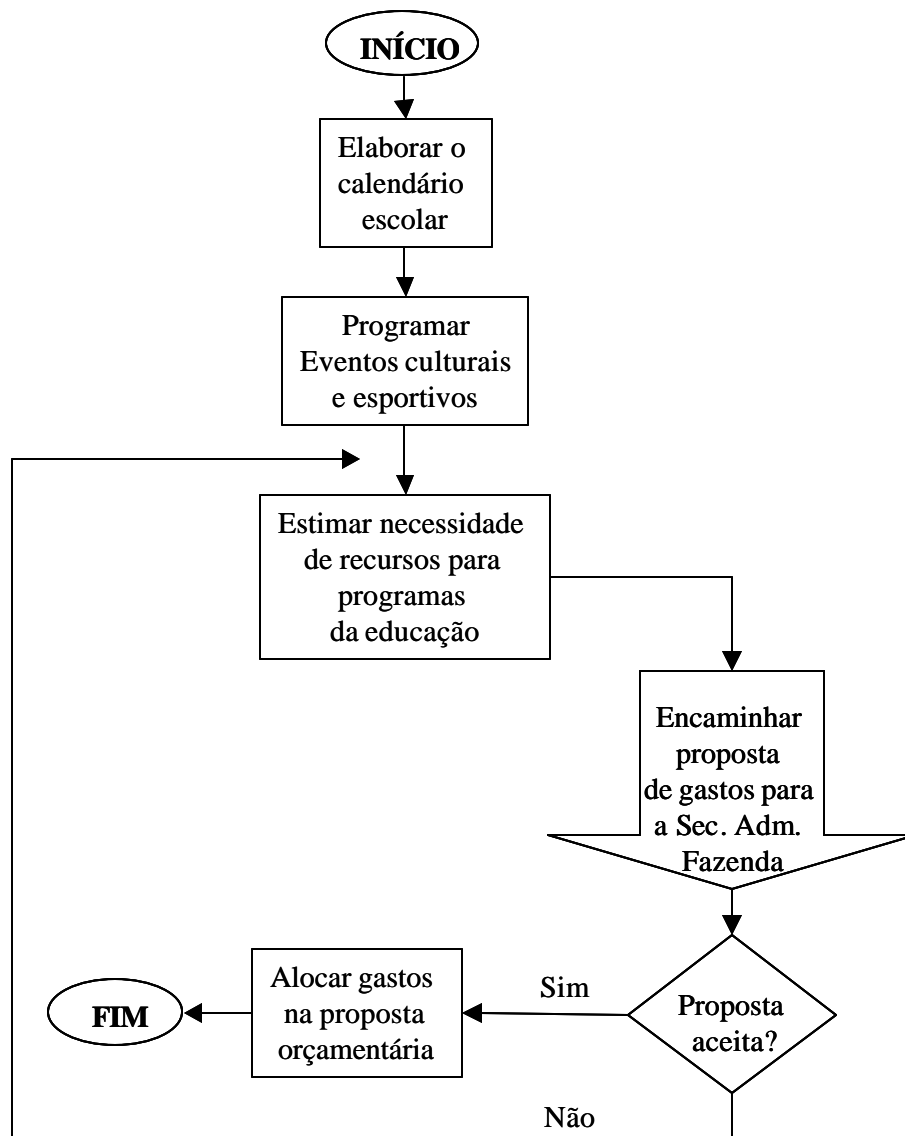 INÍCIO
Elaborar o
calendário
escolar
Programar
Eventos culturais
e esportivos
Estimar necessidade
de recursos para
programas
da educação
Encaminhar
proposta
de gastos para
a Sec. Adm.
Fazenda
Proposta
aceita?
Sim
Alocar gastos
na proposta
orçamentária
FIM
Não